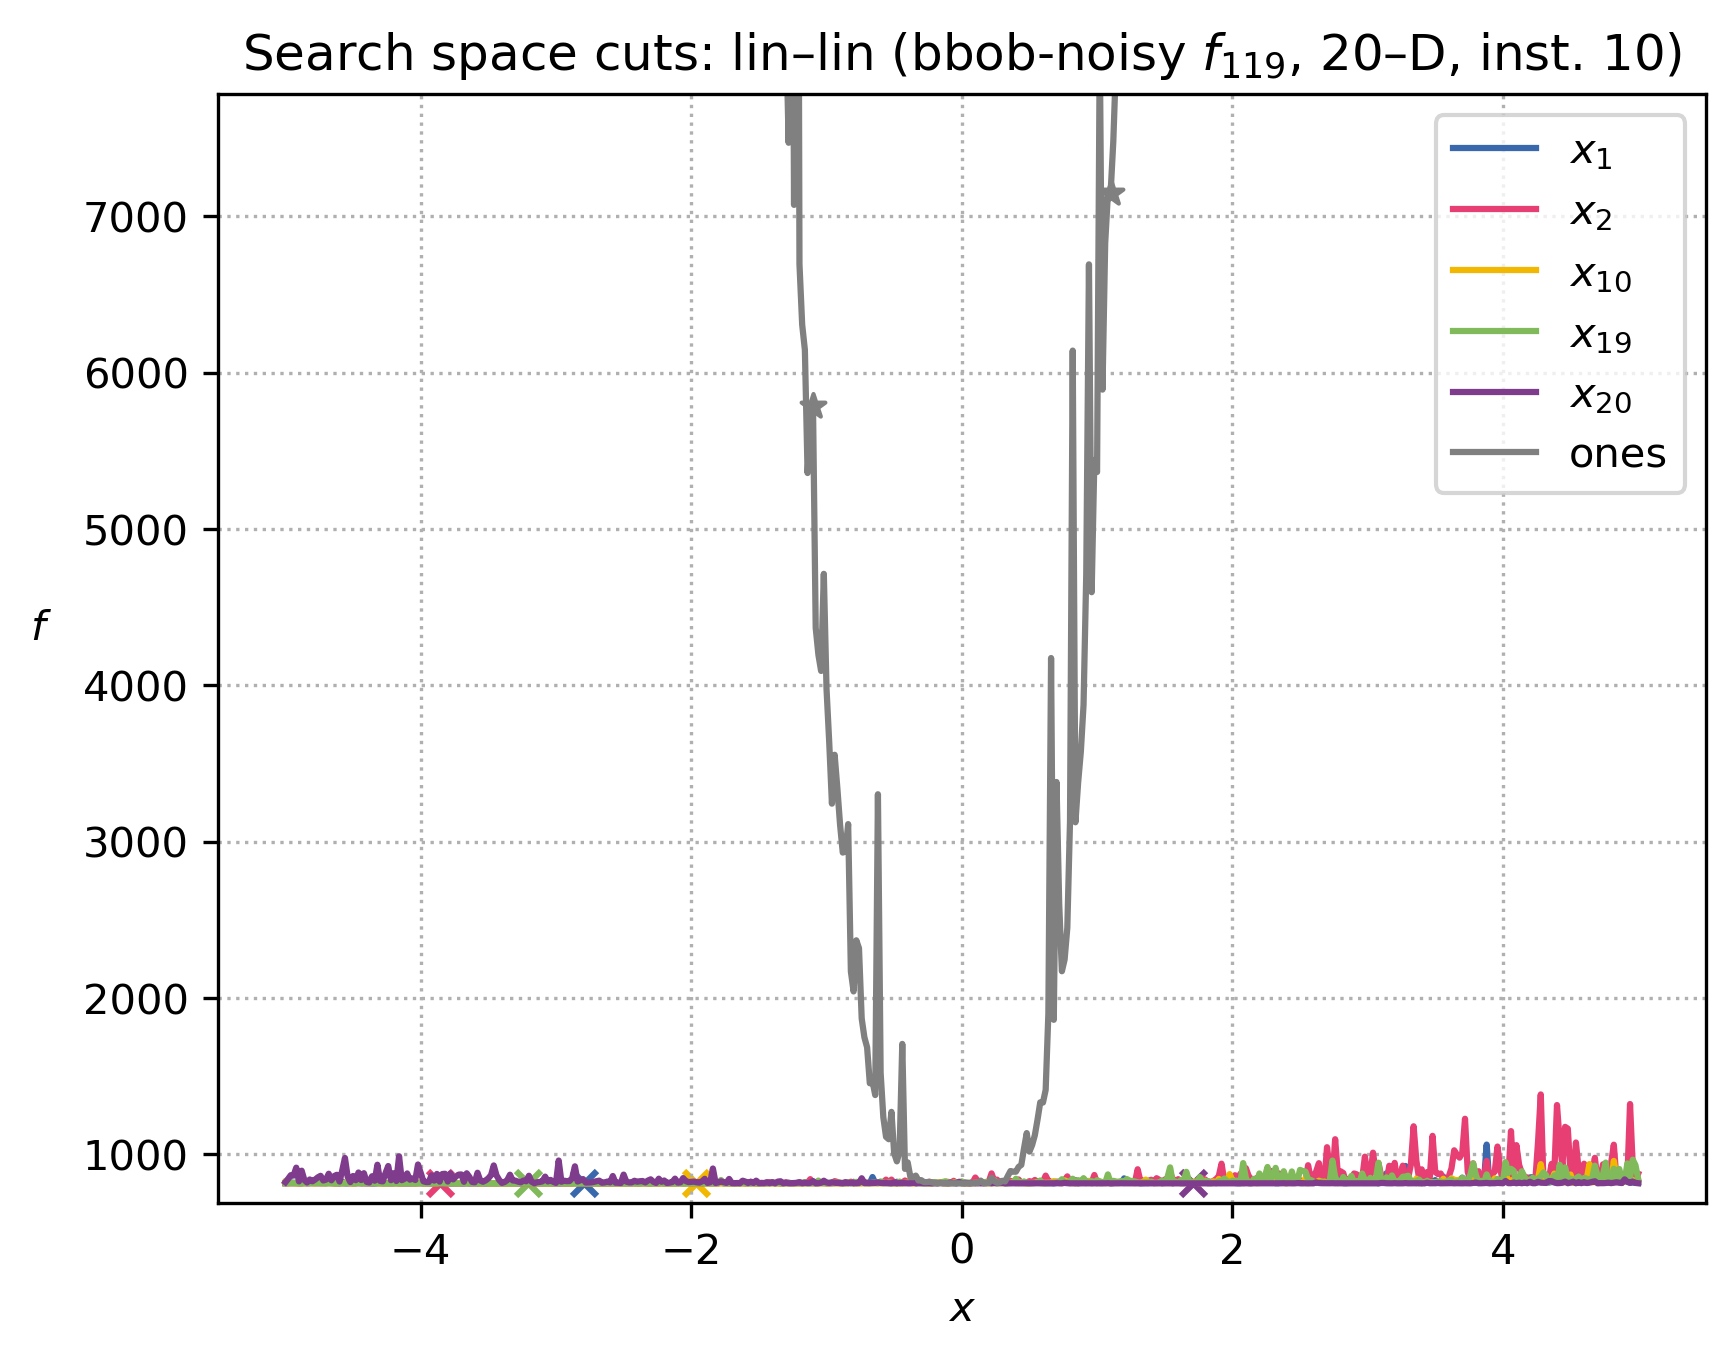 Search space cuts: lin–lin (bbob-noisy f₁₁₉, 20–D, inst. 10)
x₁
x₂
x₁₀
x₁₉
x₂₀
ones
7000
6000
5000
4000
3000
2000
1000
f
−4
−2
0
2
4
x